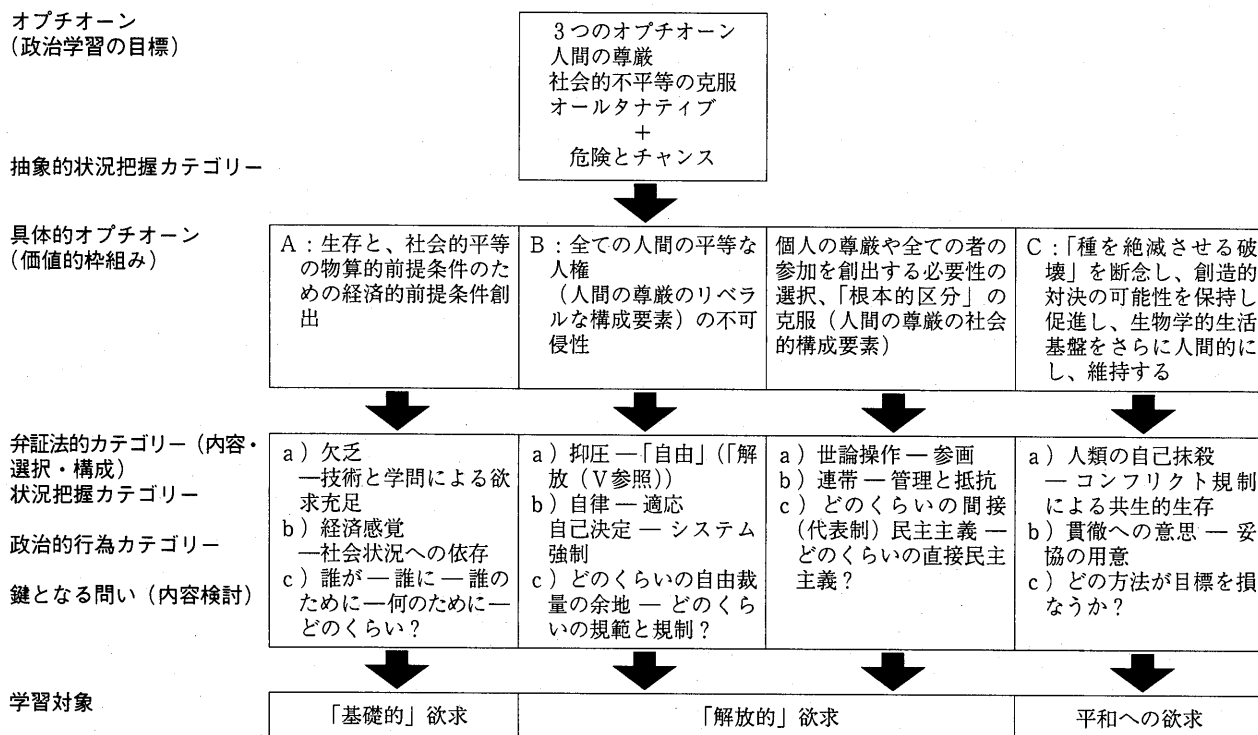 オプチオーン
（政治学習の目標）
3つのオプチオーン
人間の尊厳
社会的不平等の克服
オールタナティブ
＋
危険とチャンス
抽象的状況把握カテゴリー
具体的オプチオーン
（価値的枠組み）
A：生存と、社会的平等
の物算的前提条件のた
めの経済的前提条件創
出
B：全ての人間の平等な
人権
（人間の尊厳のリベラ
ルな構成要素）の不可
侵性
個人の尊厳や全ての者の
参加を創出する必要性の
選択、「根本的区分」の
克服（人間の尊厳の社会
的構成要素）
C：「種を絶滅させる破
壊」を断念し、創造的
対決の可能性を保持し
促進し、生物学的生活
基盤をさらに人間的に
し、維持する
弁証法的カテゴリー（内容・
選択・構成）
状況把握カテゴリー
政治的行為カテゴリー
鍵となる問い（内容検討）
a）欠乏
―技術と学問による欲
求充足
b）経済感覚
―社会状況への依存
c）誰が―誰に―誰の
ために―何のために―
どのくらい？
a）抑圧―「自由」（「解
放（V参照））
b）自律―適応
自己決定―システム
強制
c）どのくらいの自由裁
量の余地―どのくら
いの規範と規制？
a）世論操作―参画
b）連帯―管理と抵抗
c）どのくらいの間接
（代表制）民主主義―
どのくらいの直接民主
主義？
a）人類の自己抹殺
―コンフリクト規制
による共生的生存
b）貫徹への意思―妥
協の用意
c）どの方法が目標を損
なうか？
学習対象
「基礎的」欲求
「解放的」欲求
平和への欲求